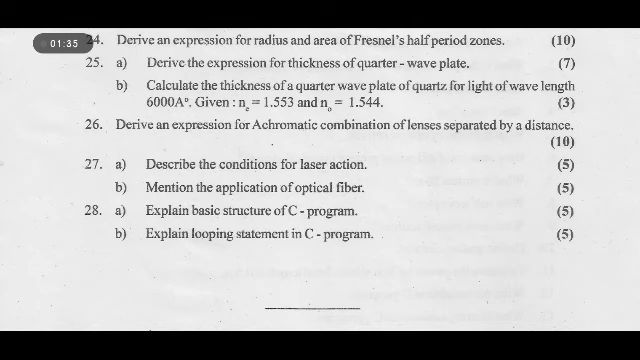 01:35
24. Derive an expression for radius and area of Fresnel's half period zones. (10)
25. a) Derive the expression for thickness of quarter - wave plate. (7)
b) Calculate the thickness of a quarter wave plate of quartz for light of wave length
6000A°. Given : nₑ = 1.553 and nₒ = 1.544. (3)
26. Derive an expression for Achromatic combination of lenses separated by a distance.
(10)
27. a) Describe the conditions for laser action. (5)
b) Mention the application of optical fiber. (5)
28. a) Explain basic structure of C - program. (5)
b) Explain looping statement in C - program. (5)